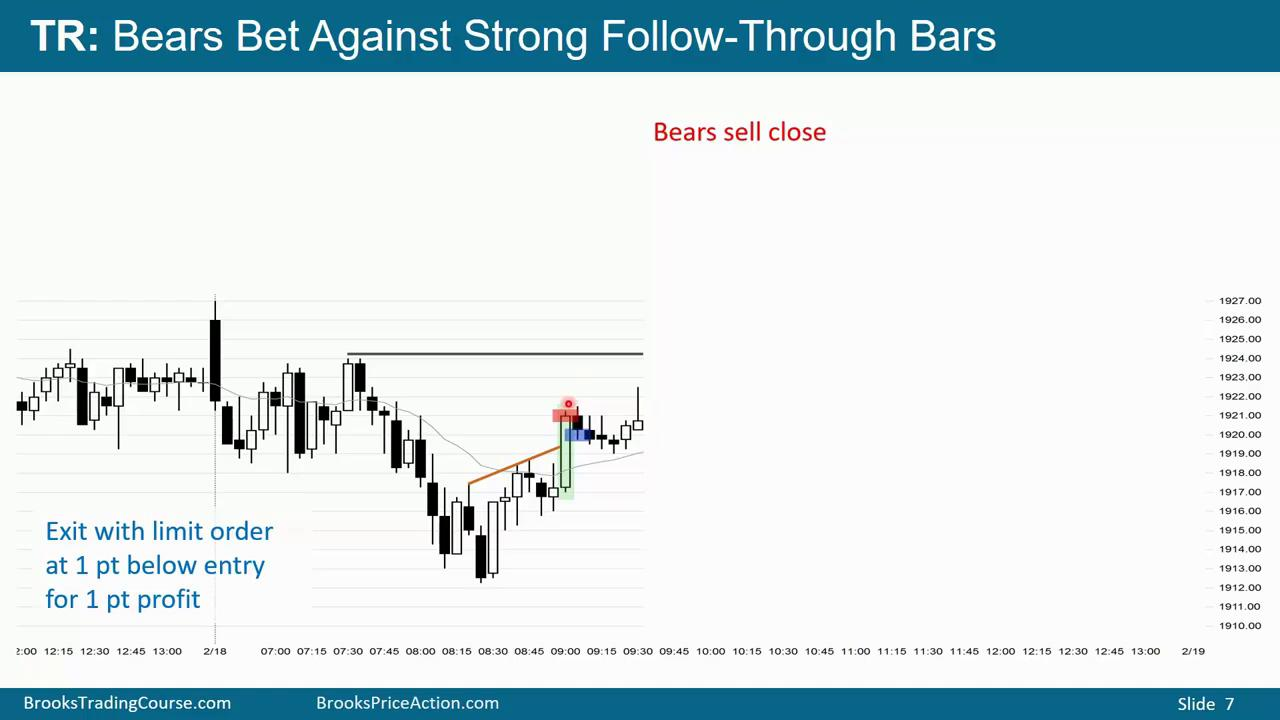 TR: Bears Bet Against Strong Follow-Through Bars
Bears sell close
1927.00
1926.00
1925.00
1924.00
1923.00
1922.00
1921.00
1920.00
1919.00
1918.00
1917.00
1916.00
1915.00
1914.00
1913.00
1912.00
1911.00
1910.00
Exit with limit order
at 1 pt below entry
for 1 pt profit
2:00 12:15 12:30 12:45 13:00 2/18 07:00 07:15 07:30 07:45 08:00 08:15 08:30 08:45 09:00 09:15 09:30 09:45 10:00 10:15 10:30 10:45 11:00 11:15 11:30 11:45 12:00 12:15 12:30 12:45 13:00 2/19
BrooksTradingCourse.com BrooksPriceAction.com Slide 7